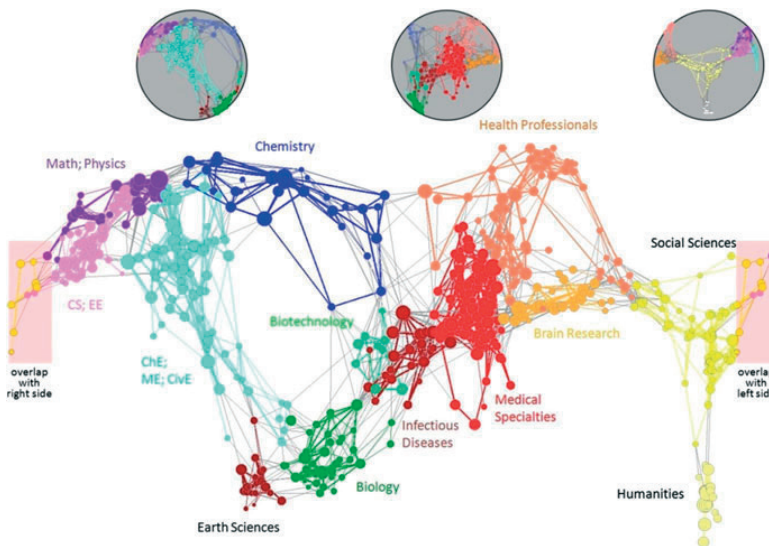 Health Professionals
Chemistry
Math; Physics
Social Sciences
CS; EE
Biotechnology
Brain Research
ChE;
ME; CivE
overlap
with
right side
overlap
with
left side
Medical
Specialties
Infectious
Diseases
Biology
Humanities
Earth Sciences